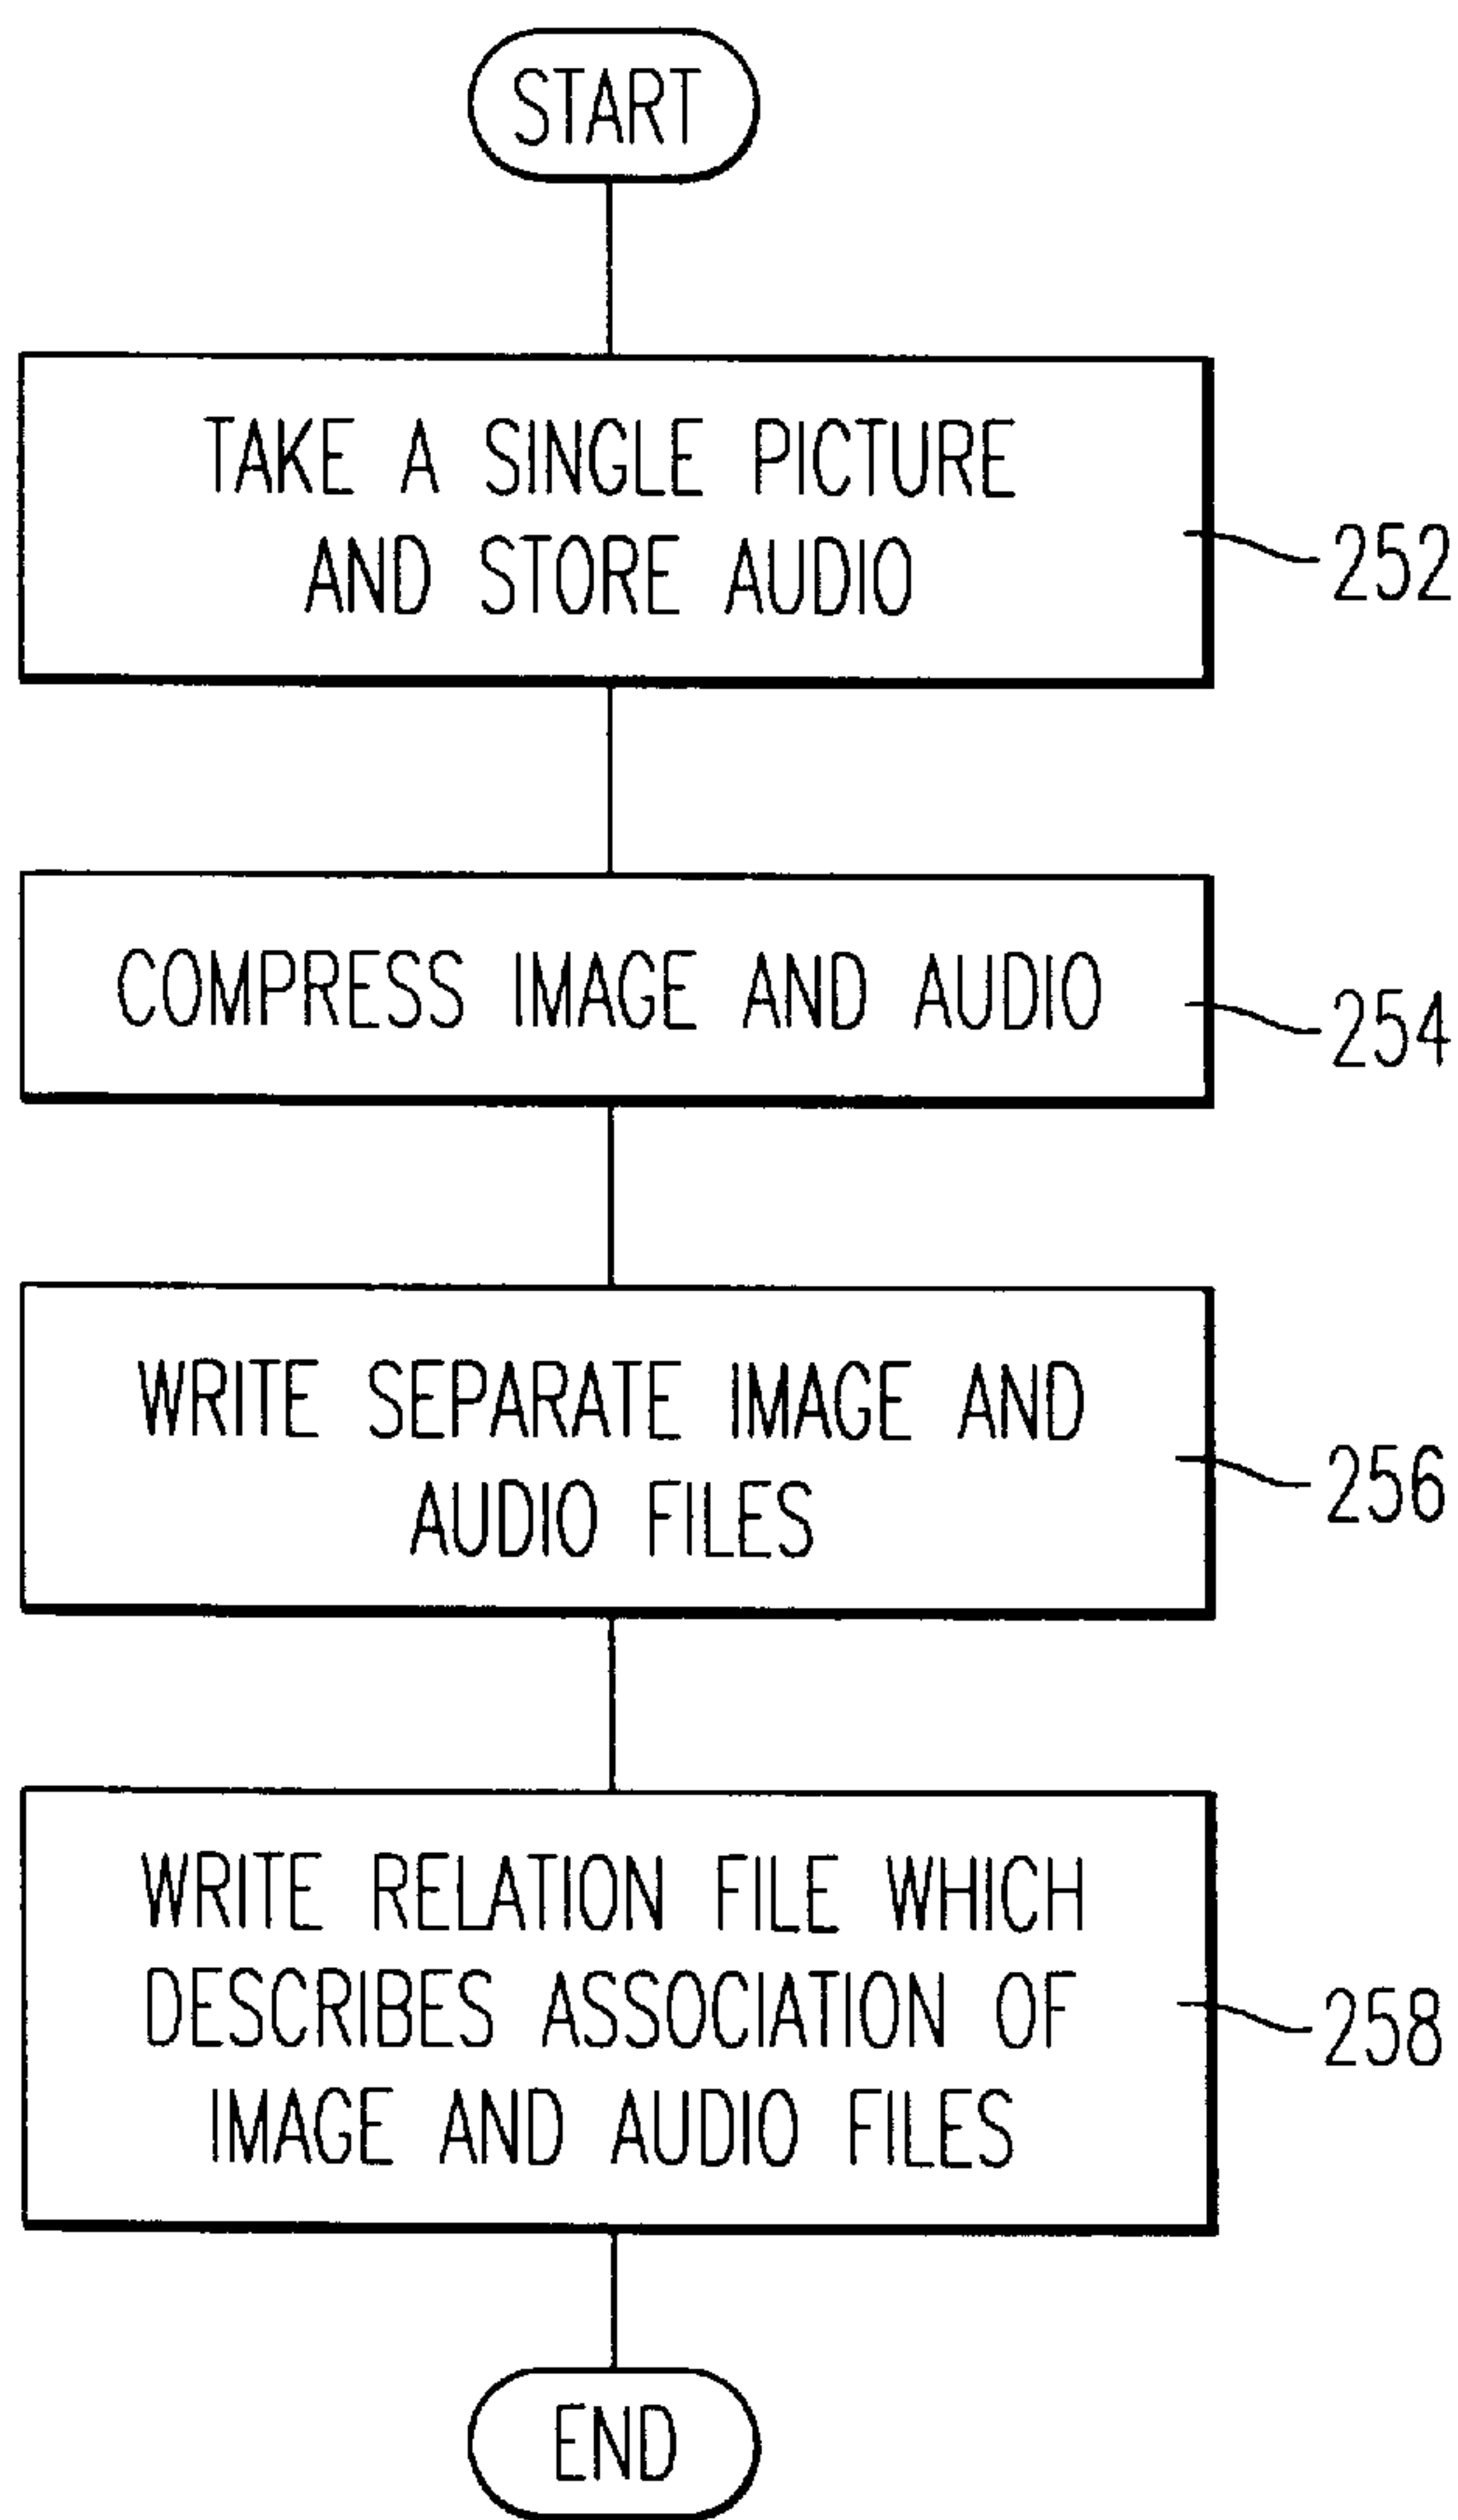 START
TAKE A SINGLE PICTURE
AND STORE AUDIO
252
COMPRESS IMAGE AND AUDIO
254
WRITE SEPARATE IMAGE AND
AUDIO FILES
256
WRITE RELATION FILE WHICH
DESCRIBES ASSOCIATION OF
IMAGE AND AUDIO FILES
258
END